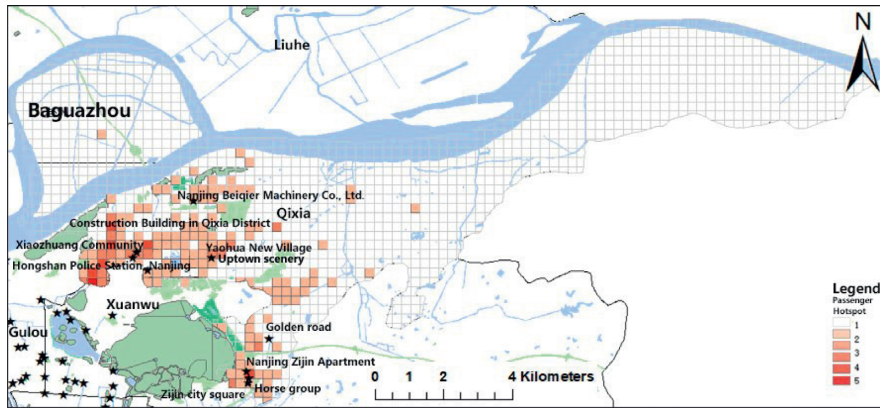 N
Liuhe
Baguazhou
Nanjing Beiqier Machinery Co., Ltd.
Qixia
Construction Building in Qixia District
Xiaozhuang Community
Yaohua New Village
Uptown scenery
Hongshan Police Station, Nanjing
Xuanwu
Gulou
Golden road
Nanjing Zijin Apartment
Horse group
Zijin city square
0 1 2 4 Kilometers
Legend
Passenger
Hotspot
1
2
3
4
5